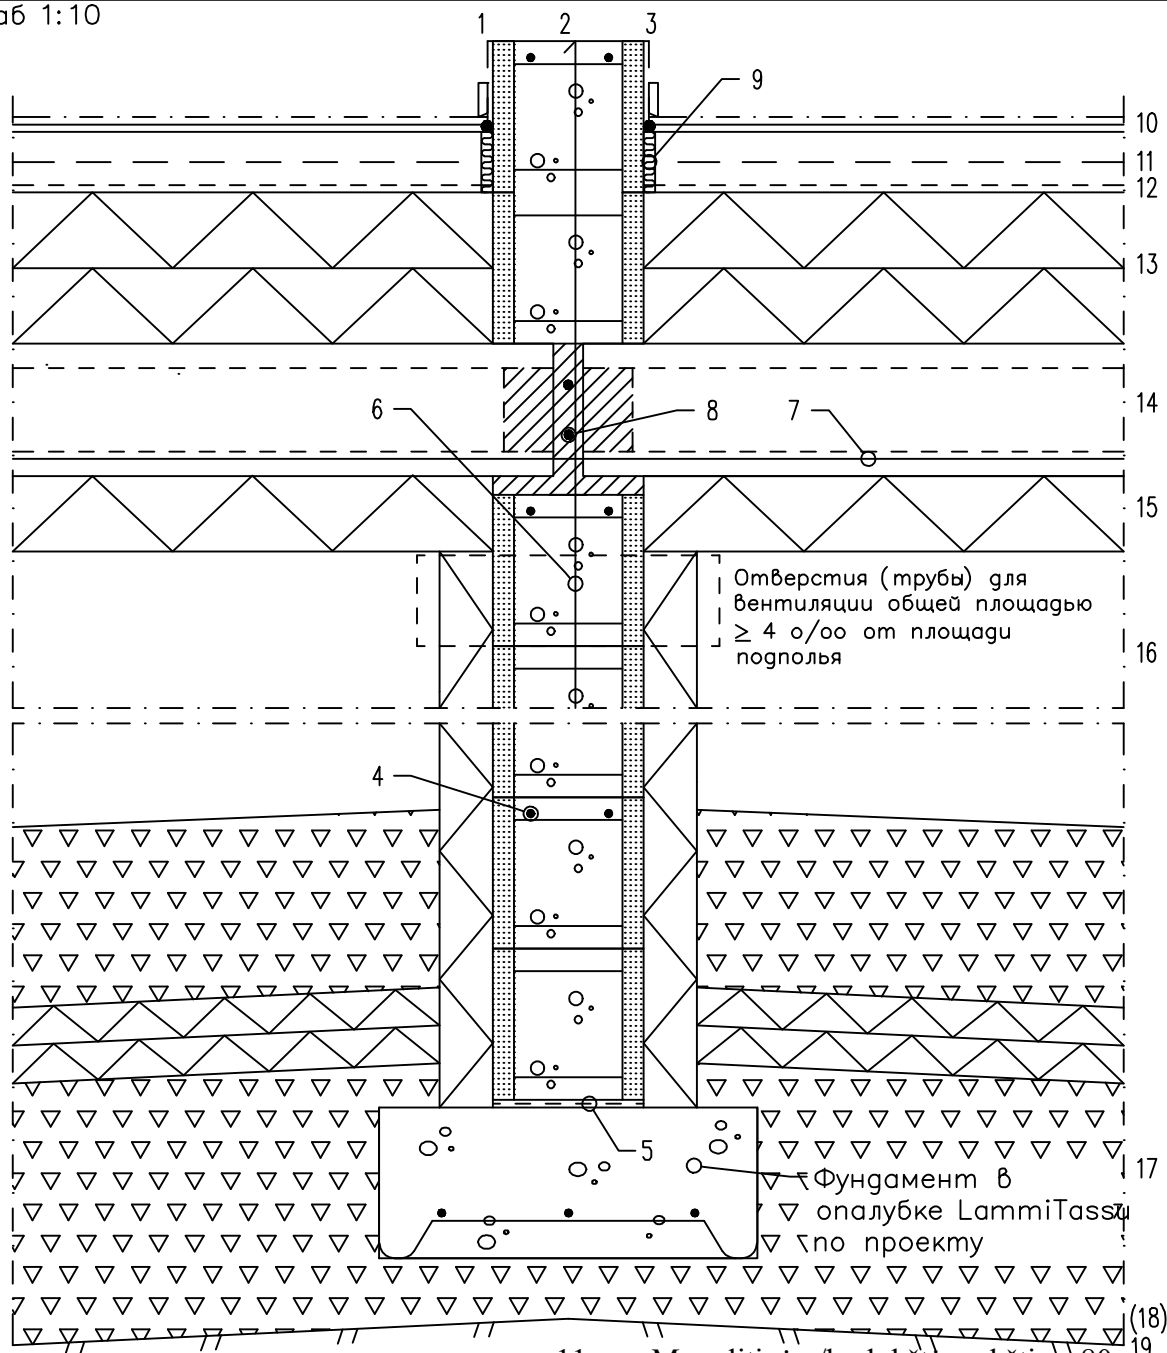 аб 1:10
1
2
3
9
10
11
12
13
6
8
7
14
15
Отверстия (трубы) для
вентиляции общей площадью
≥ 4 о/оо от площади
подполья
16
4
5
17
Фундамент в
опалубке LammiTassu
по проекту
(18)
19